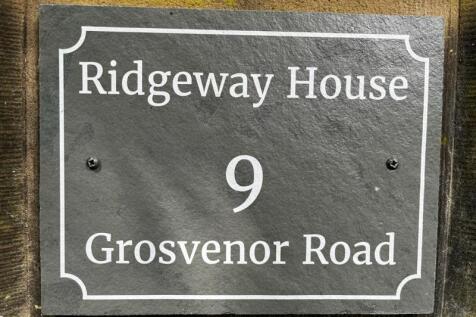 Ridgeway House
9
Grosvenor Road